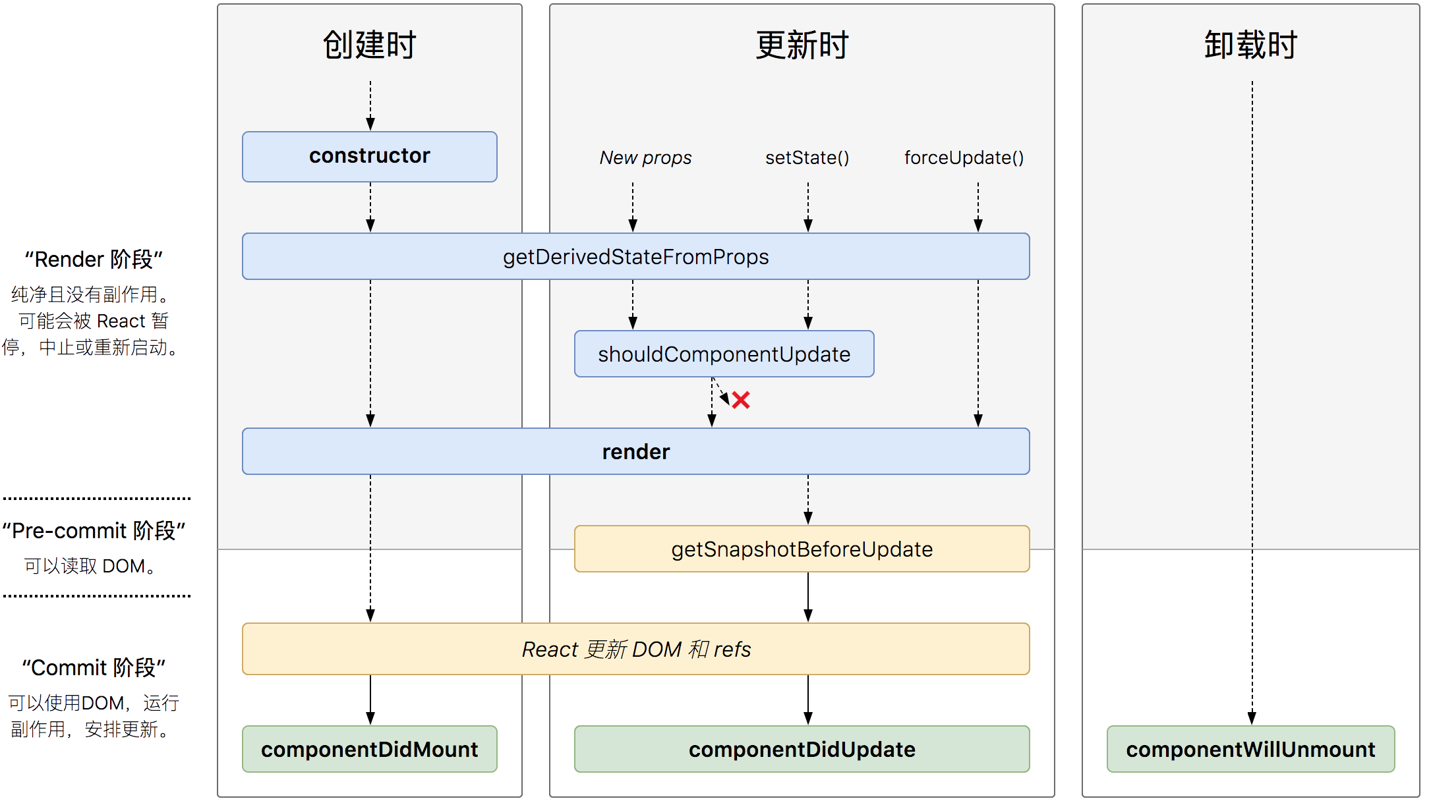 创建时
更新时
卸载时
constructor
New props
setState()
forceUpdate()
“Render 阶段”
纯净且没有副作用。
可能会被 React 暂
停，中止或重新启动。
getDerivedStateFromProps
shouldComponentUpdate
render
“Pre-commit 阶段”
可以读取 DOM。
getSnapshotBeforeUpdate
React 更新 DOM 和 refs
“Commit 阶段”
可以使用DOM，运行
副作用，安排更新。
componentDidMount
componentDidUpdate
componentWillUnmount